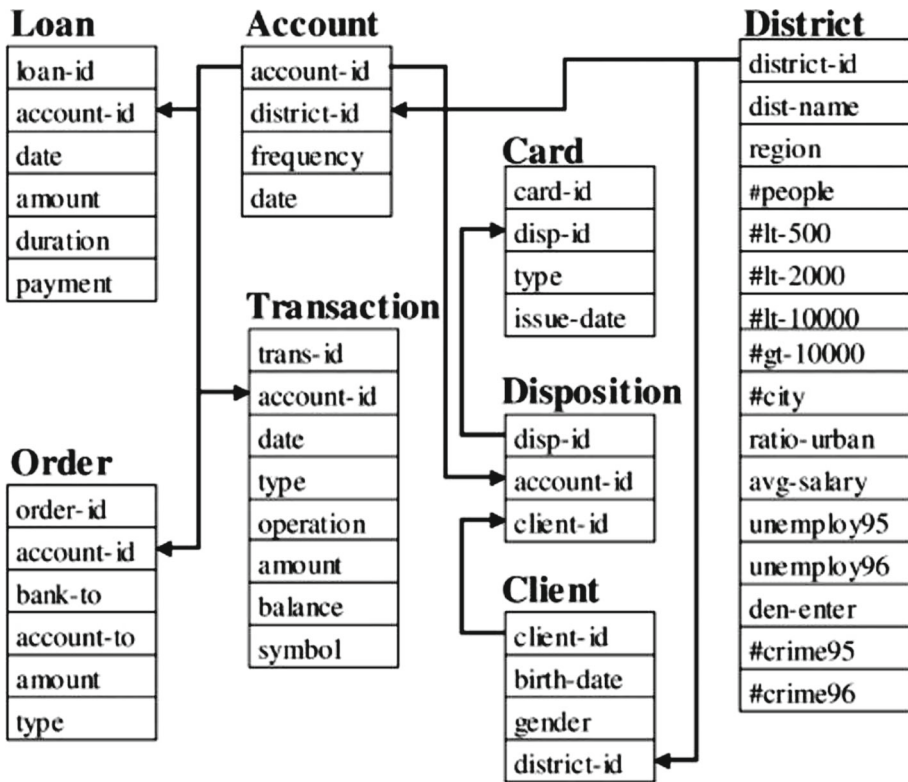 Loan
loan-id
account-id
date
amount
duration
payment
Account
account-id
district-id
frequency
date
District
district-id
dist-name
region
#people
#lt-500
#lt-2000
#lt-10000
#gt-10000
#city
ratio-urban
avg-salary
unemploy95
unemploy96
den-enter
#crime95
#crime96
Card
card-id
disp-id
type
issue-date
Transaction
trans-id
account-id
date
type
operation
amount
balance
symbol
Disposition
disp-id
account-id
client-id
Order
order-id
account-id
bank-to
account-to
amount
type
Client
client-id
birth-date
gender
district-id